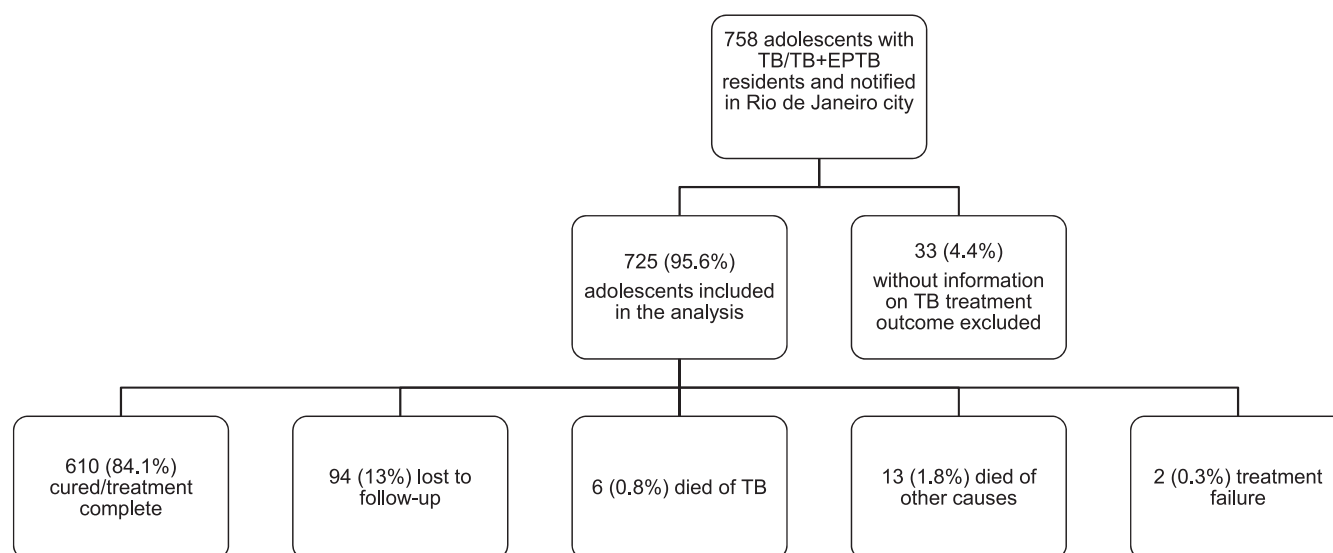 758 adolescents with
TB/TB+EPTB
residents and notified
in Rio de Janeiro city
725 (95.6%)
adolescents included
in the analysis
33 (4.4%)
without information
on TB treatment
outcome excluded
610 (84.1%)
cured/treatment
complete
94 (13%) lost to
follow-up
6 (0.8%) died of TB
13 (1.8%) died of
other causes
2 (0.3%) treatment
failure